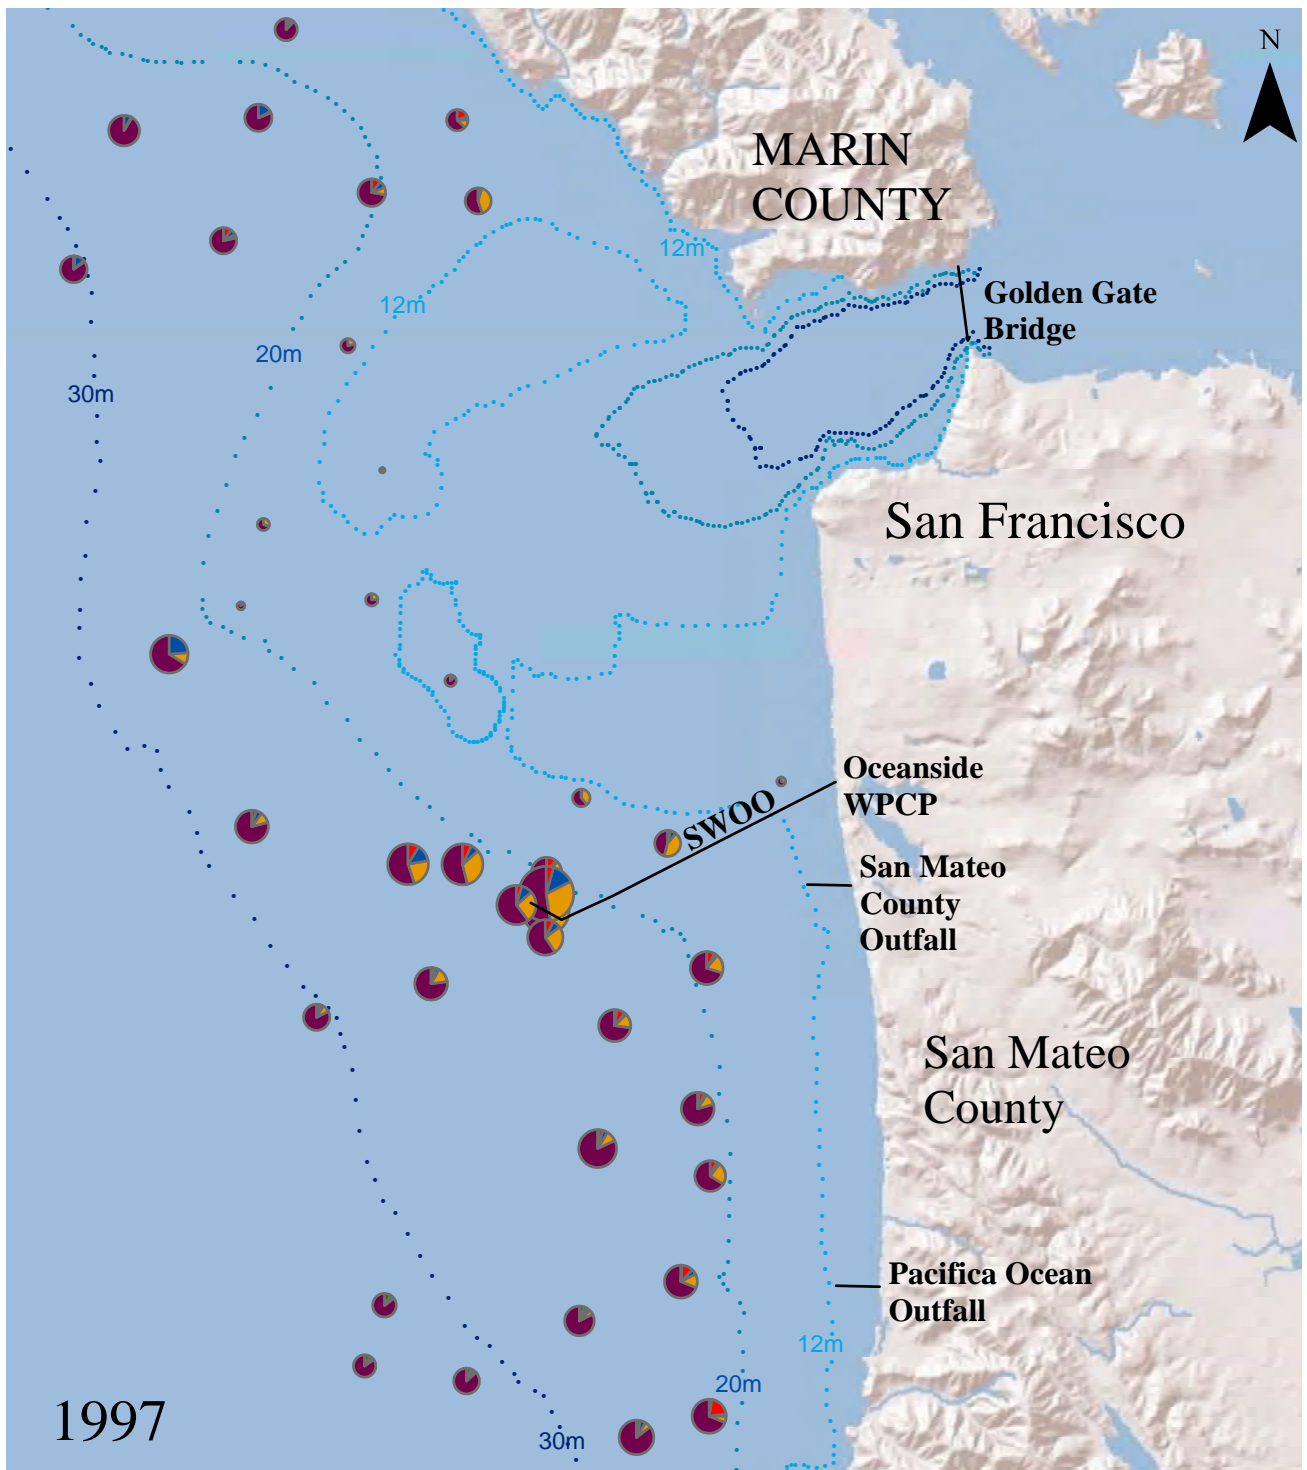 N
MARIN
COUNTY
12m
12m
Golden Gate
Bridge
20m
30m
San Francisco
Oceanside
WPCP
SWOO
San Mateo
County
Outfall
San Mateo
County
Pacifica Ocean
Outfall
12m
20m
1997
30m